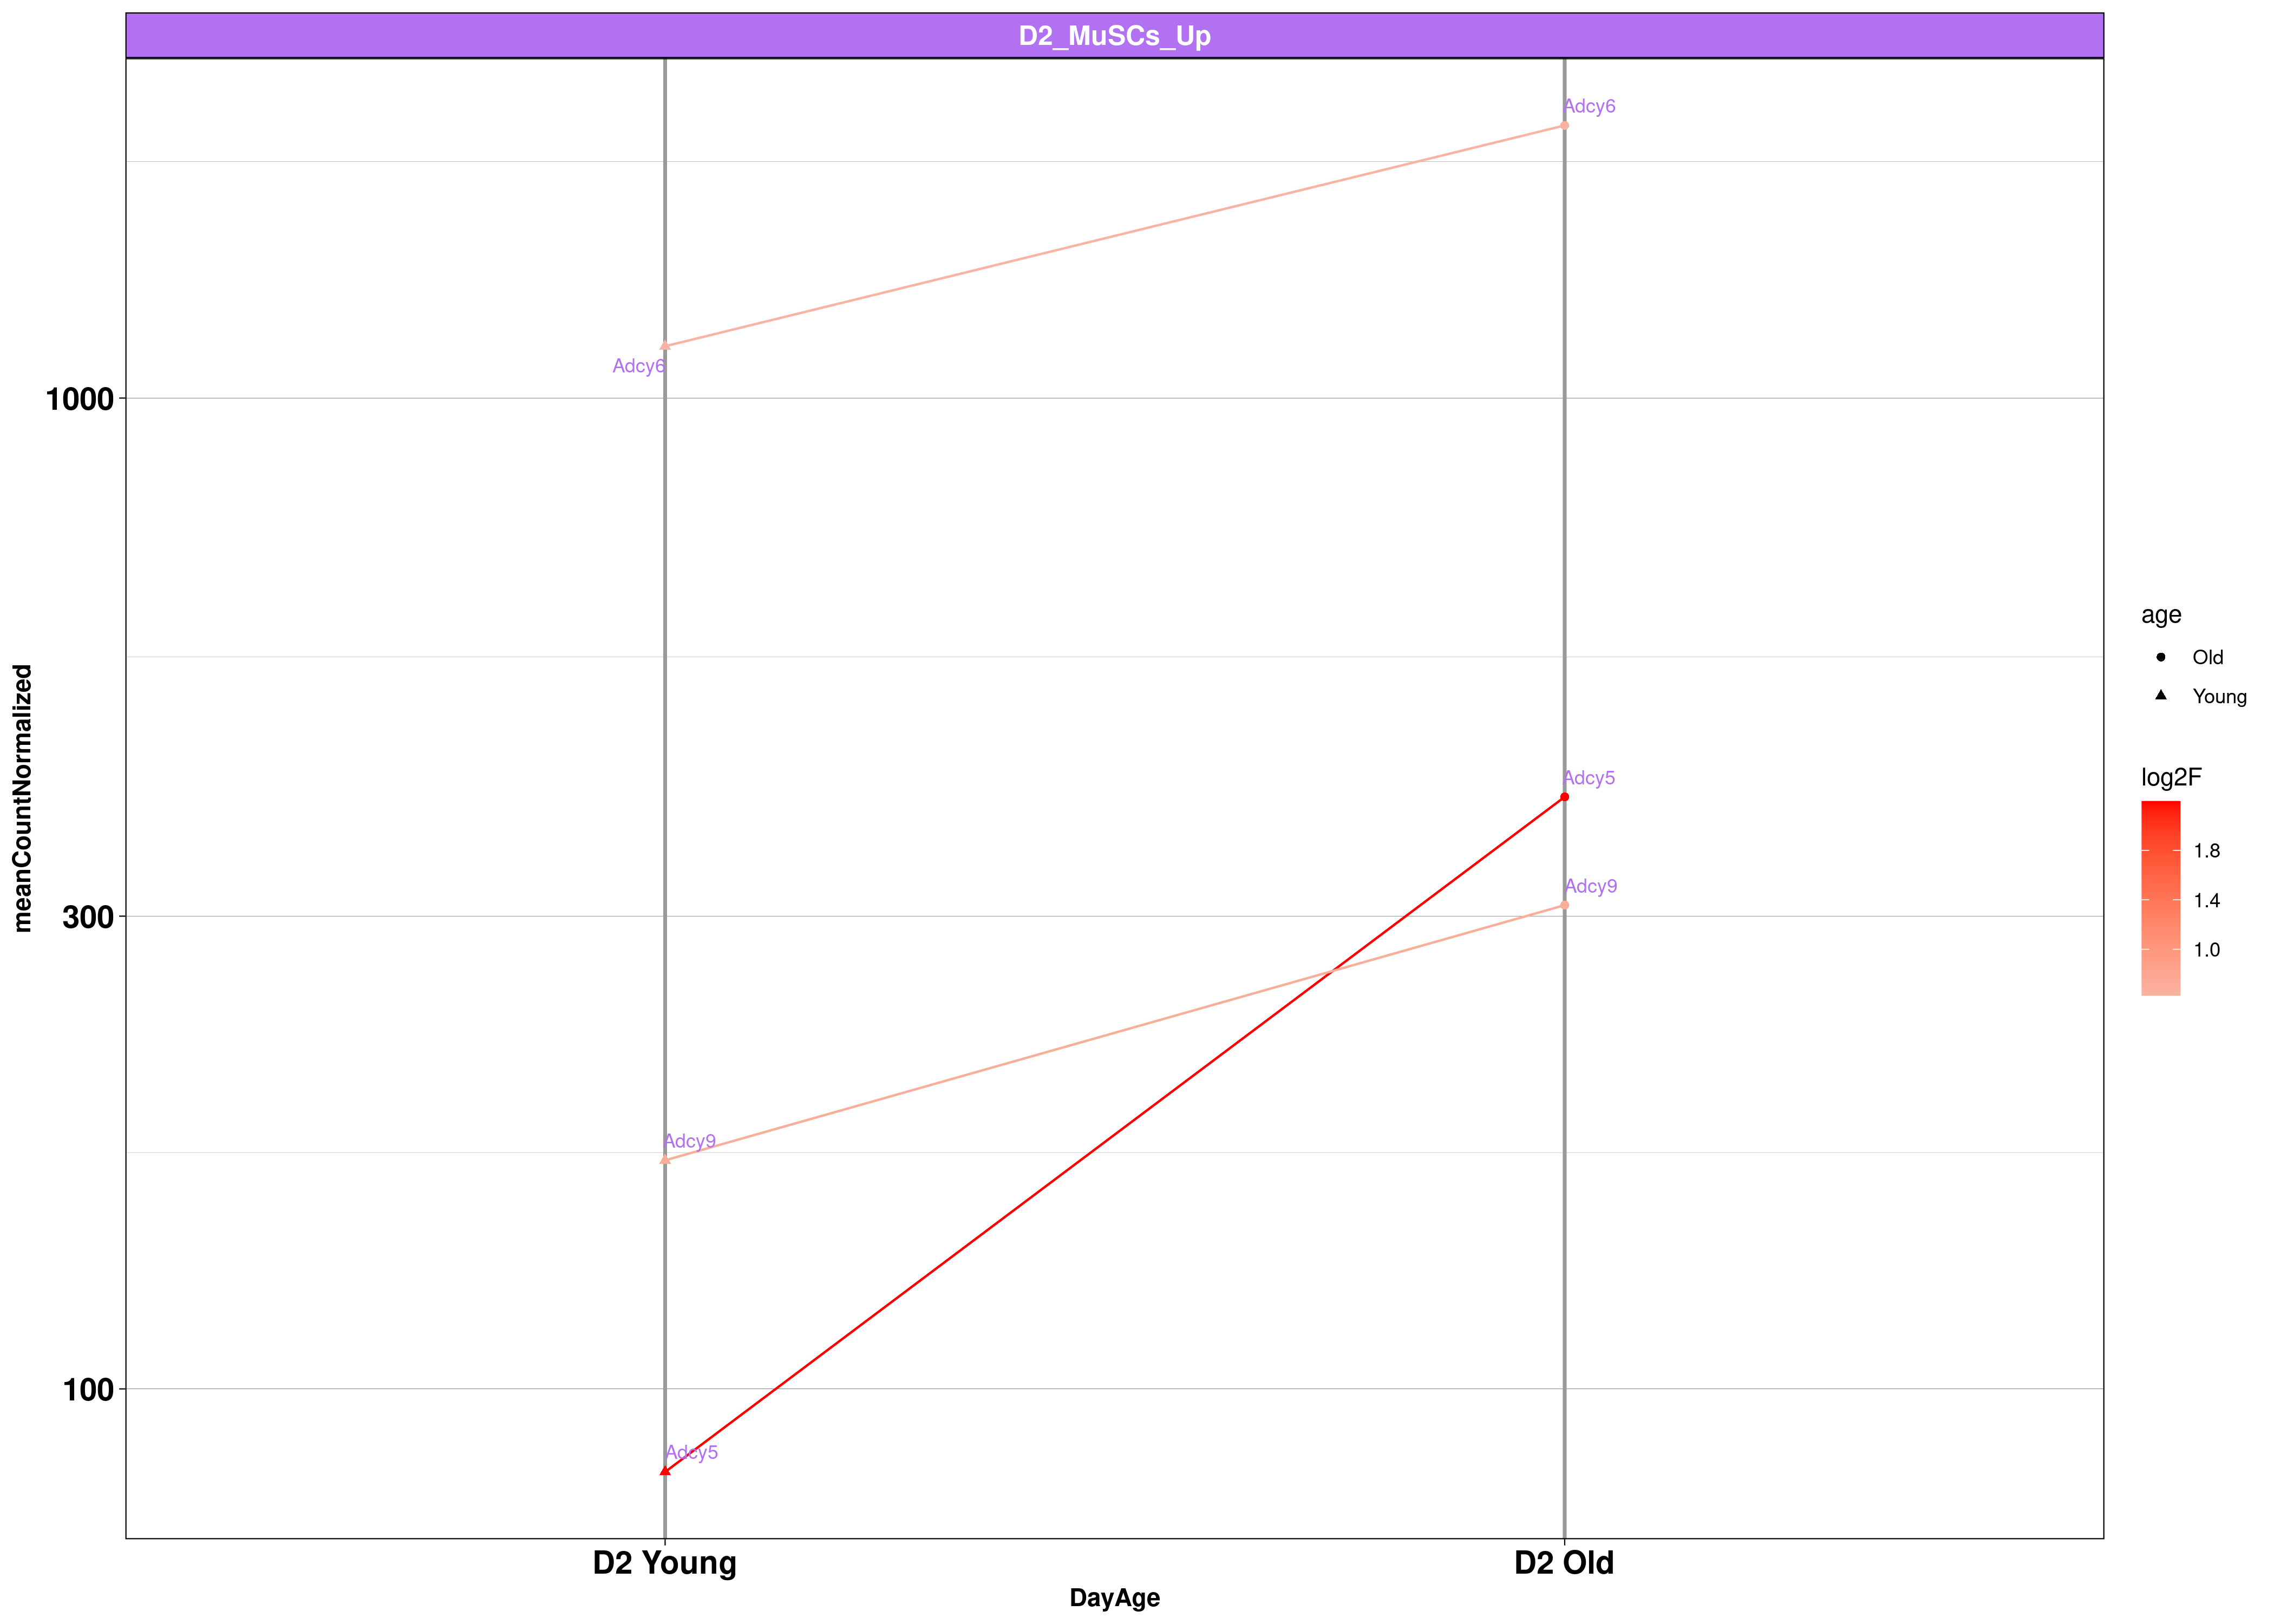 D2_MuSCs_Up
Adcy6
Adcy6
1000
Adcy5
Adcy9
300
Adcy9
100
Adcy5
meanCountNormalized
D2 Young
D2 Old
DayAge
age
Old
Young
log2F
1.8
1.4
1.0